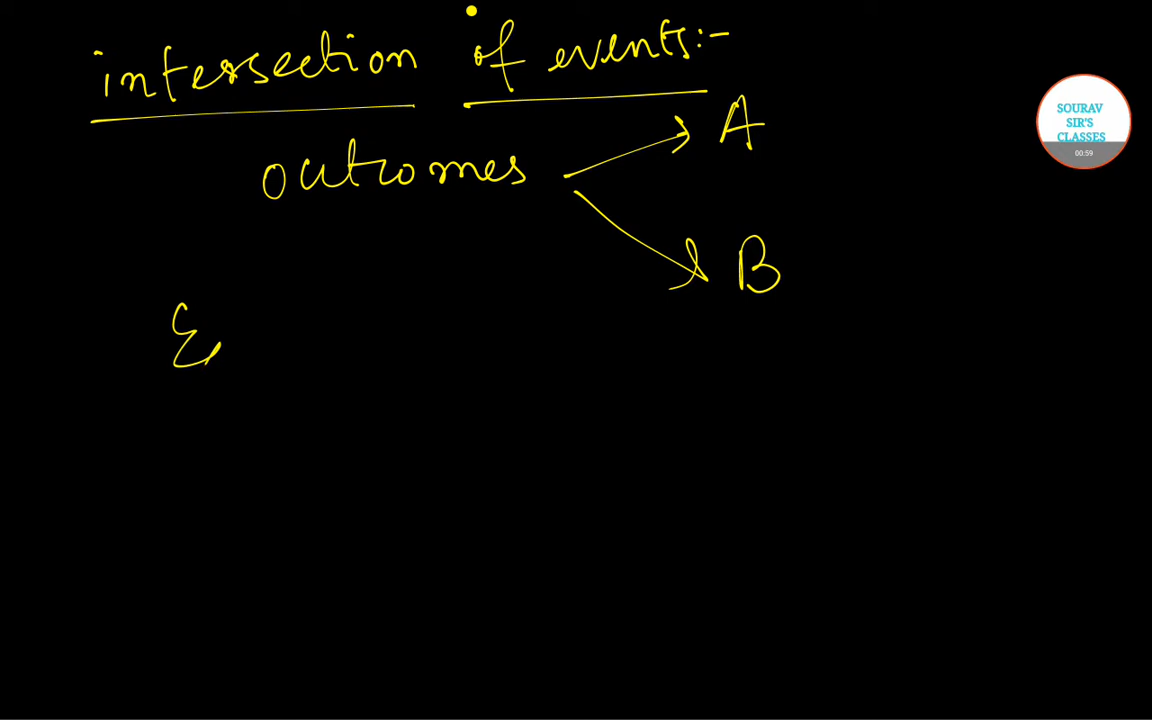 intersection of events:-
outcomes A
B
E
SOURAV
SIR'S
CLASSES
00:59